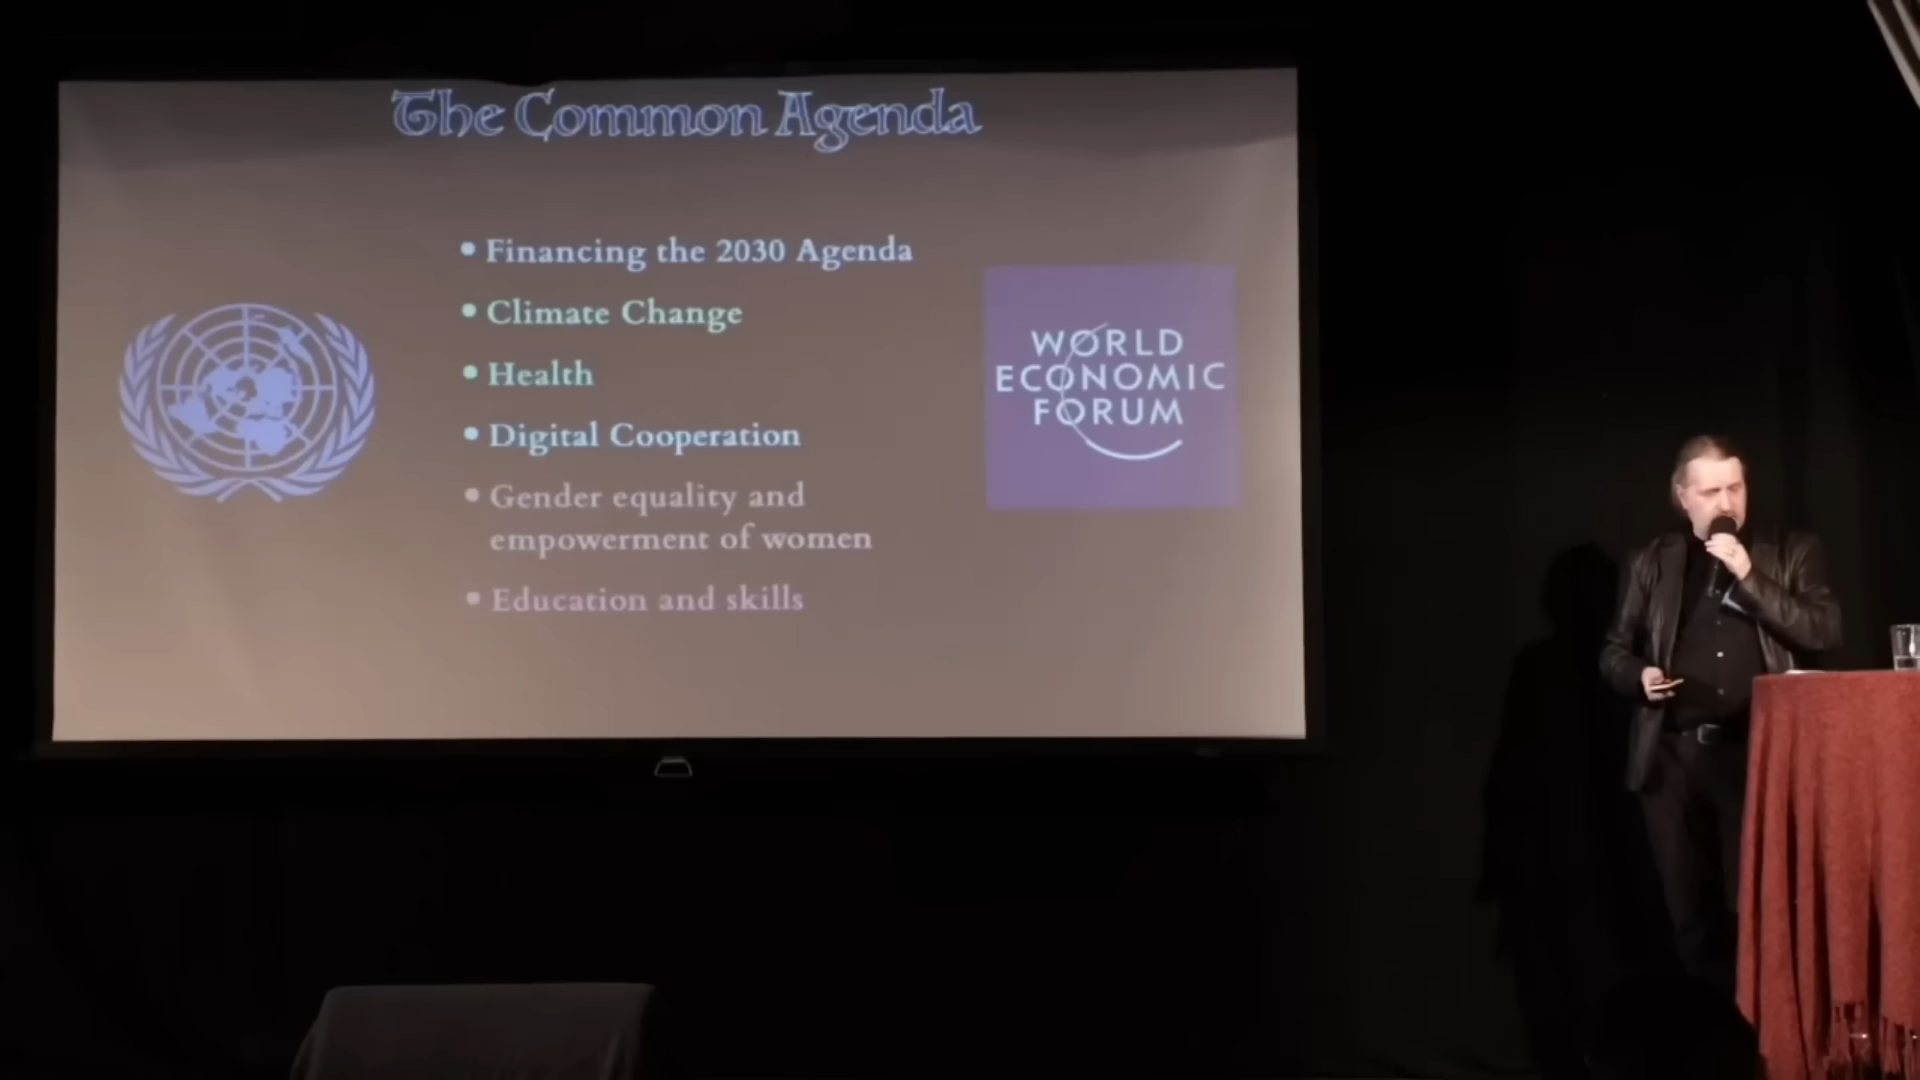 The Common Agenda
• Financing the 2030 Agenda
• Climate Change
• Health
• Digital Cooperation
• Gender equality and
empowerment of women
• Education and skills
WORLD
ECONOMIC
FORUM